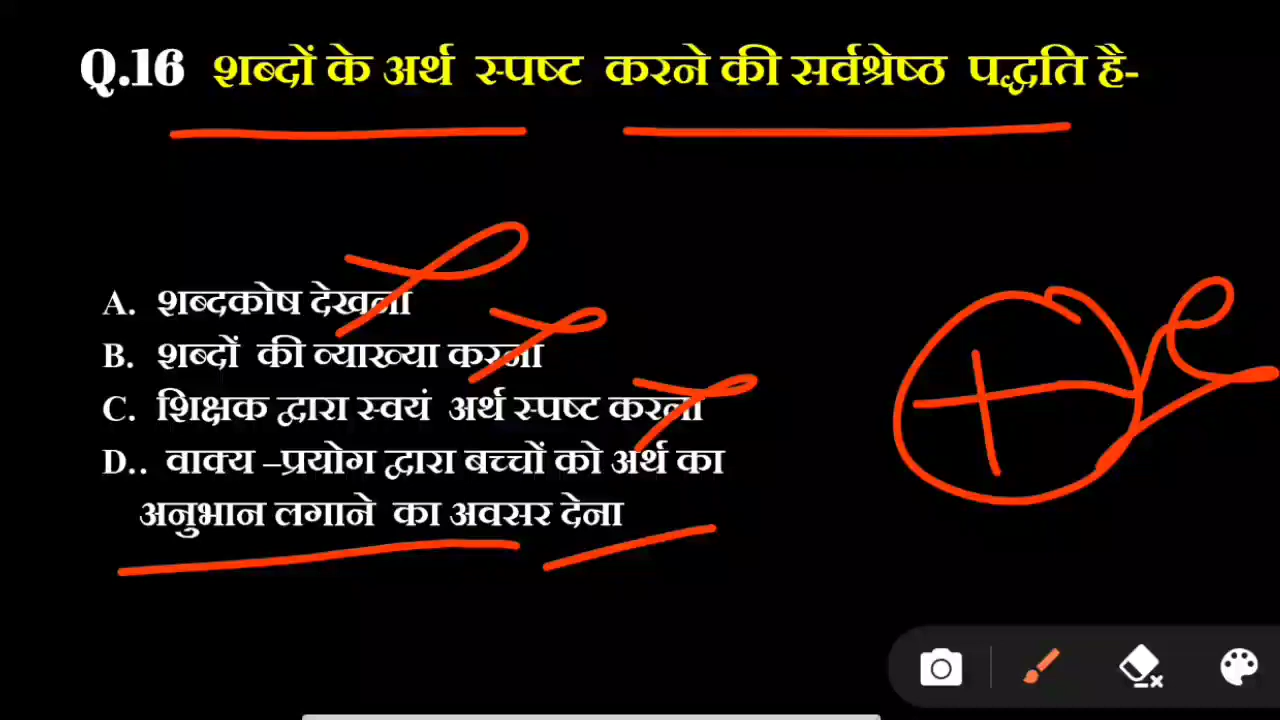 Q.16 शब्दों के अर्थ स्पष्ट करने की सर्वश्रेष्ठ पद्धति है-
A. शब्दकोष देखना
B. शब्दों की व्याख्या करना
C. शिक्षक द्वारा स्वयं अर्थ स्पष्ट करना
D.. वाक्य –प्रयोग द्वारा बच्चों को अर्थ का
अनुभान लगाने का अवसर देना